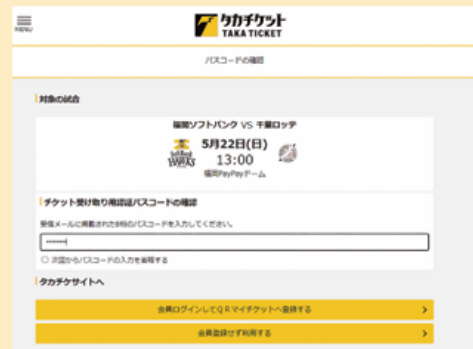 MENU
タカチケット
TAKA TICKET
パスコードの確認
対象の試合
福岡ソフトバンク VS 千葉ロッテ
SoftBank HAWKS
5月22日(日)
13:00
福岡PayPayドーム
チケット受け取り用認証パスコードの確認
受信メールに掲載された8桁のパスコードを入力してください。
次回からパスコードの入力を省略する
タカチケサイトへ
会員ログインしてQRマイチケットへ登録する
会員登録せず利用する